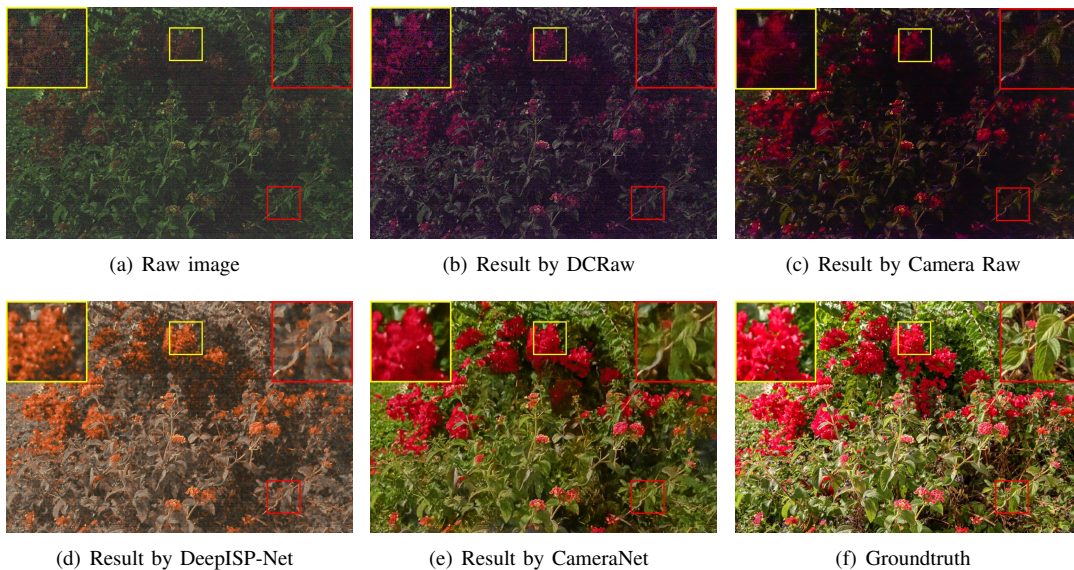 (a) Raw image
(b) Result by DCRaw
(c) Result by Camera Raw
(d) Result by DeepISP-Net
(e) Result by CameraNet
(f) Groundtruth